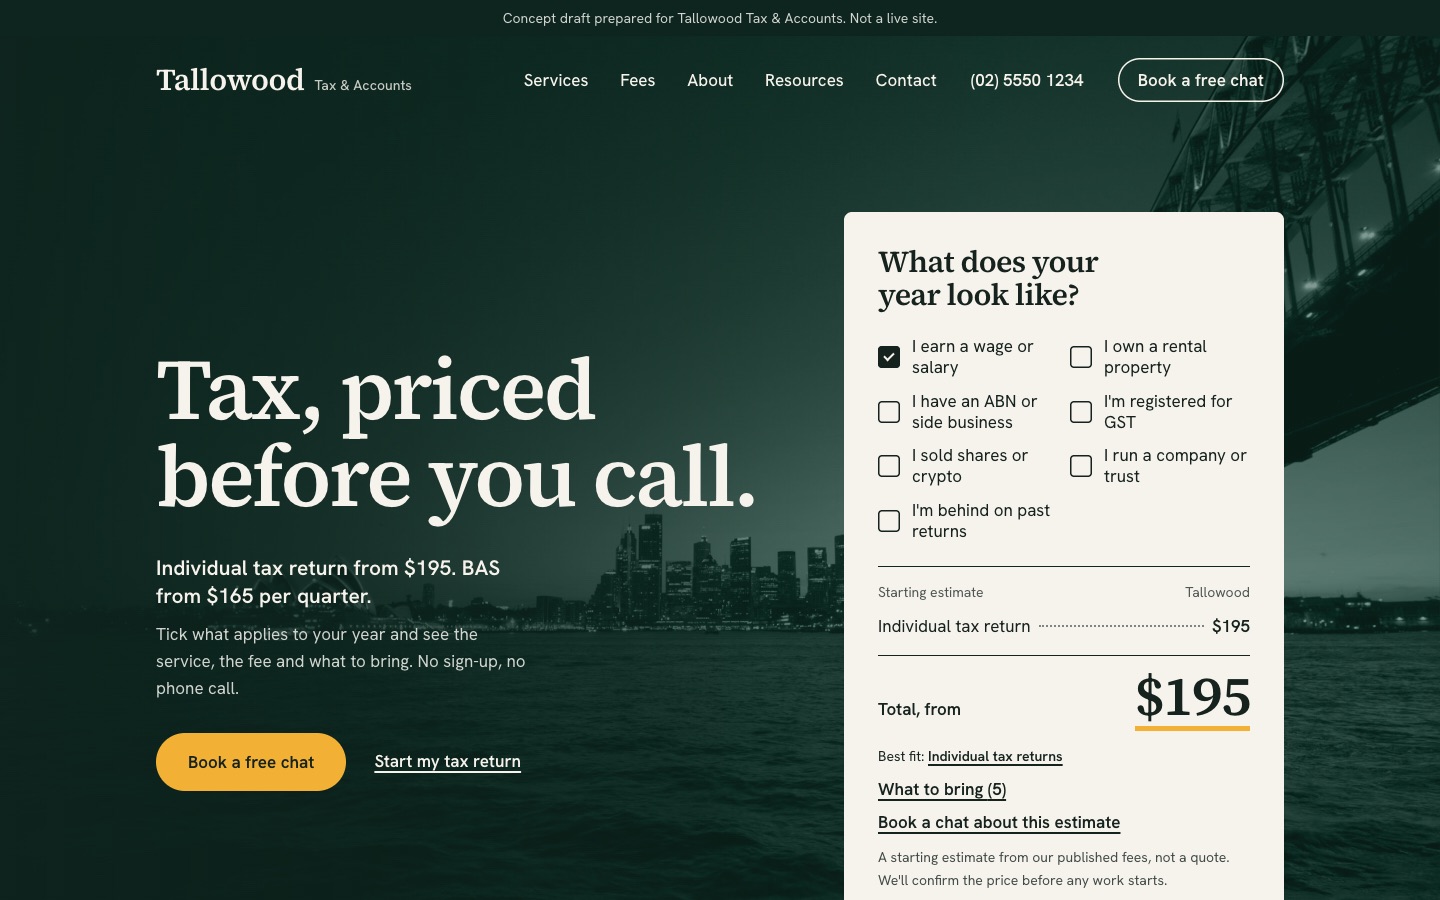 Concept draft prepared for Tallowood Tax & Accounts. Not a live site.
Tallowood Tax & Accounts
Services
Fees
About
Resources
Contact
(02) 5550 1234
Book a free chat
Tax, priced
before you call.
Individual tax return from $195. BAS
from $165 per quarter.
Tick what applies to your year and see the
service, the fee and what to bring. No sign-up, no
phone call.
Book a free chat
Start my tax return
What does your
year look like?
I earn a wage or
salary
I own a rental
property
I have an ABN or
side business
I'm registered for
GST
I sold shares or
crypto
I run a company or
trust
I'm behind on past
returns
Starting estimate
Tallowood
Individual tax return $195
Total, from
$195
Best fit: Individual tax returns
What to bring (5)
Book a chat about this estimate
A starting estimate from our published fees, not a quote.
We'll confirm the price before any work starts.